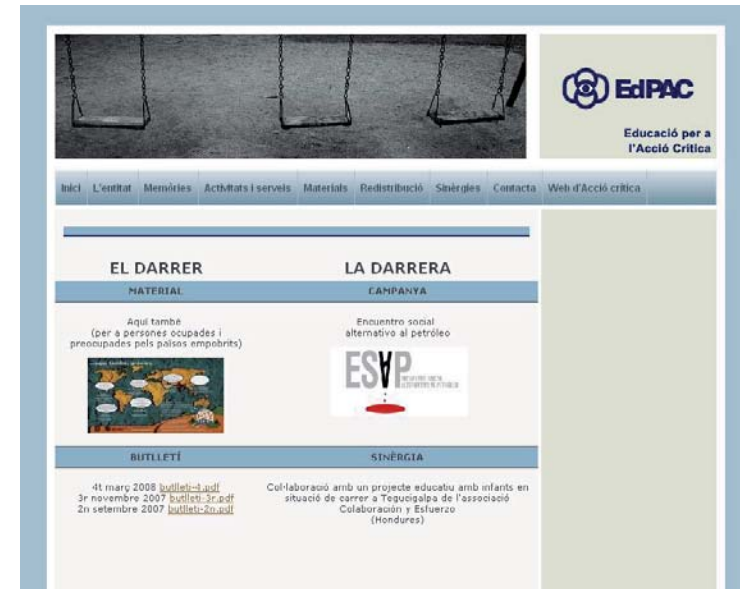 EdPAC
Educació per a
l'Acció Crítica
Inici L'entitat Memòries Activitats i serveis Materials Redistribució Sinèrgies Contacta Web d'Acció crítica
EL DARRER
MATERIAL
Aquí també
(per a persones ocupades i
preocupades pels països empobrits)
LA DARRERA
CAMPANYA
Encuentro social
alternativo al petróleo
ESAP
BUTLLETÍ
4t març 2008 butlleti-4.pdf
3r novembre 2007 butlleti-3r.pdf
2n setembre 2007 butlleti-2n.pdf
SINÈRGIA
Col·laboració amb un projecte educatiu amb infants en
situació de carrer a Tegucigalpa de l'associació
Colaboración y Esfuerzo
(Hondures)